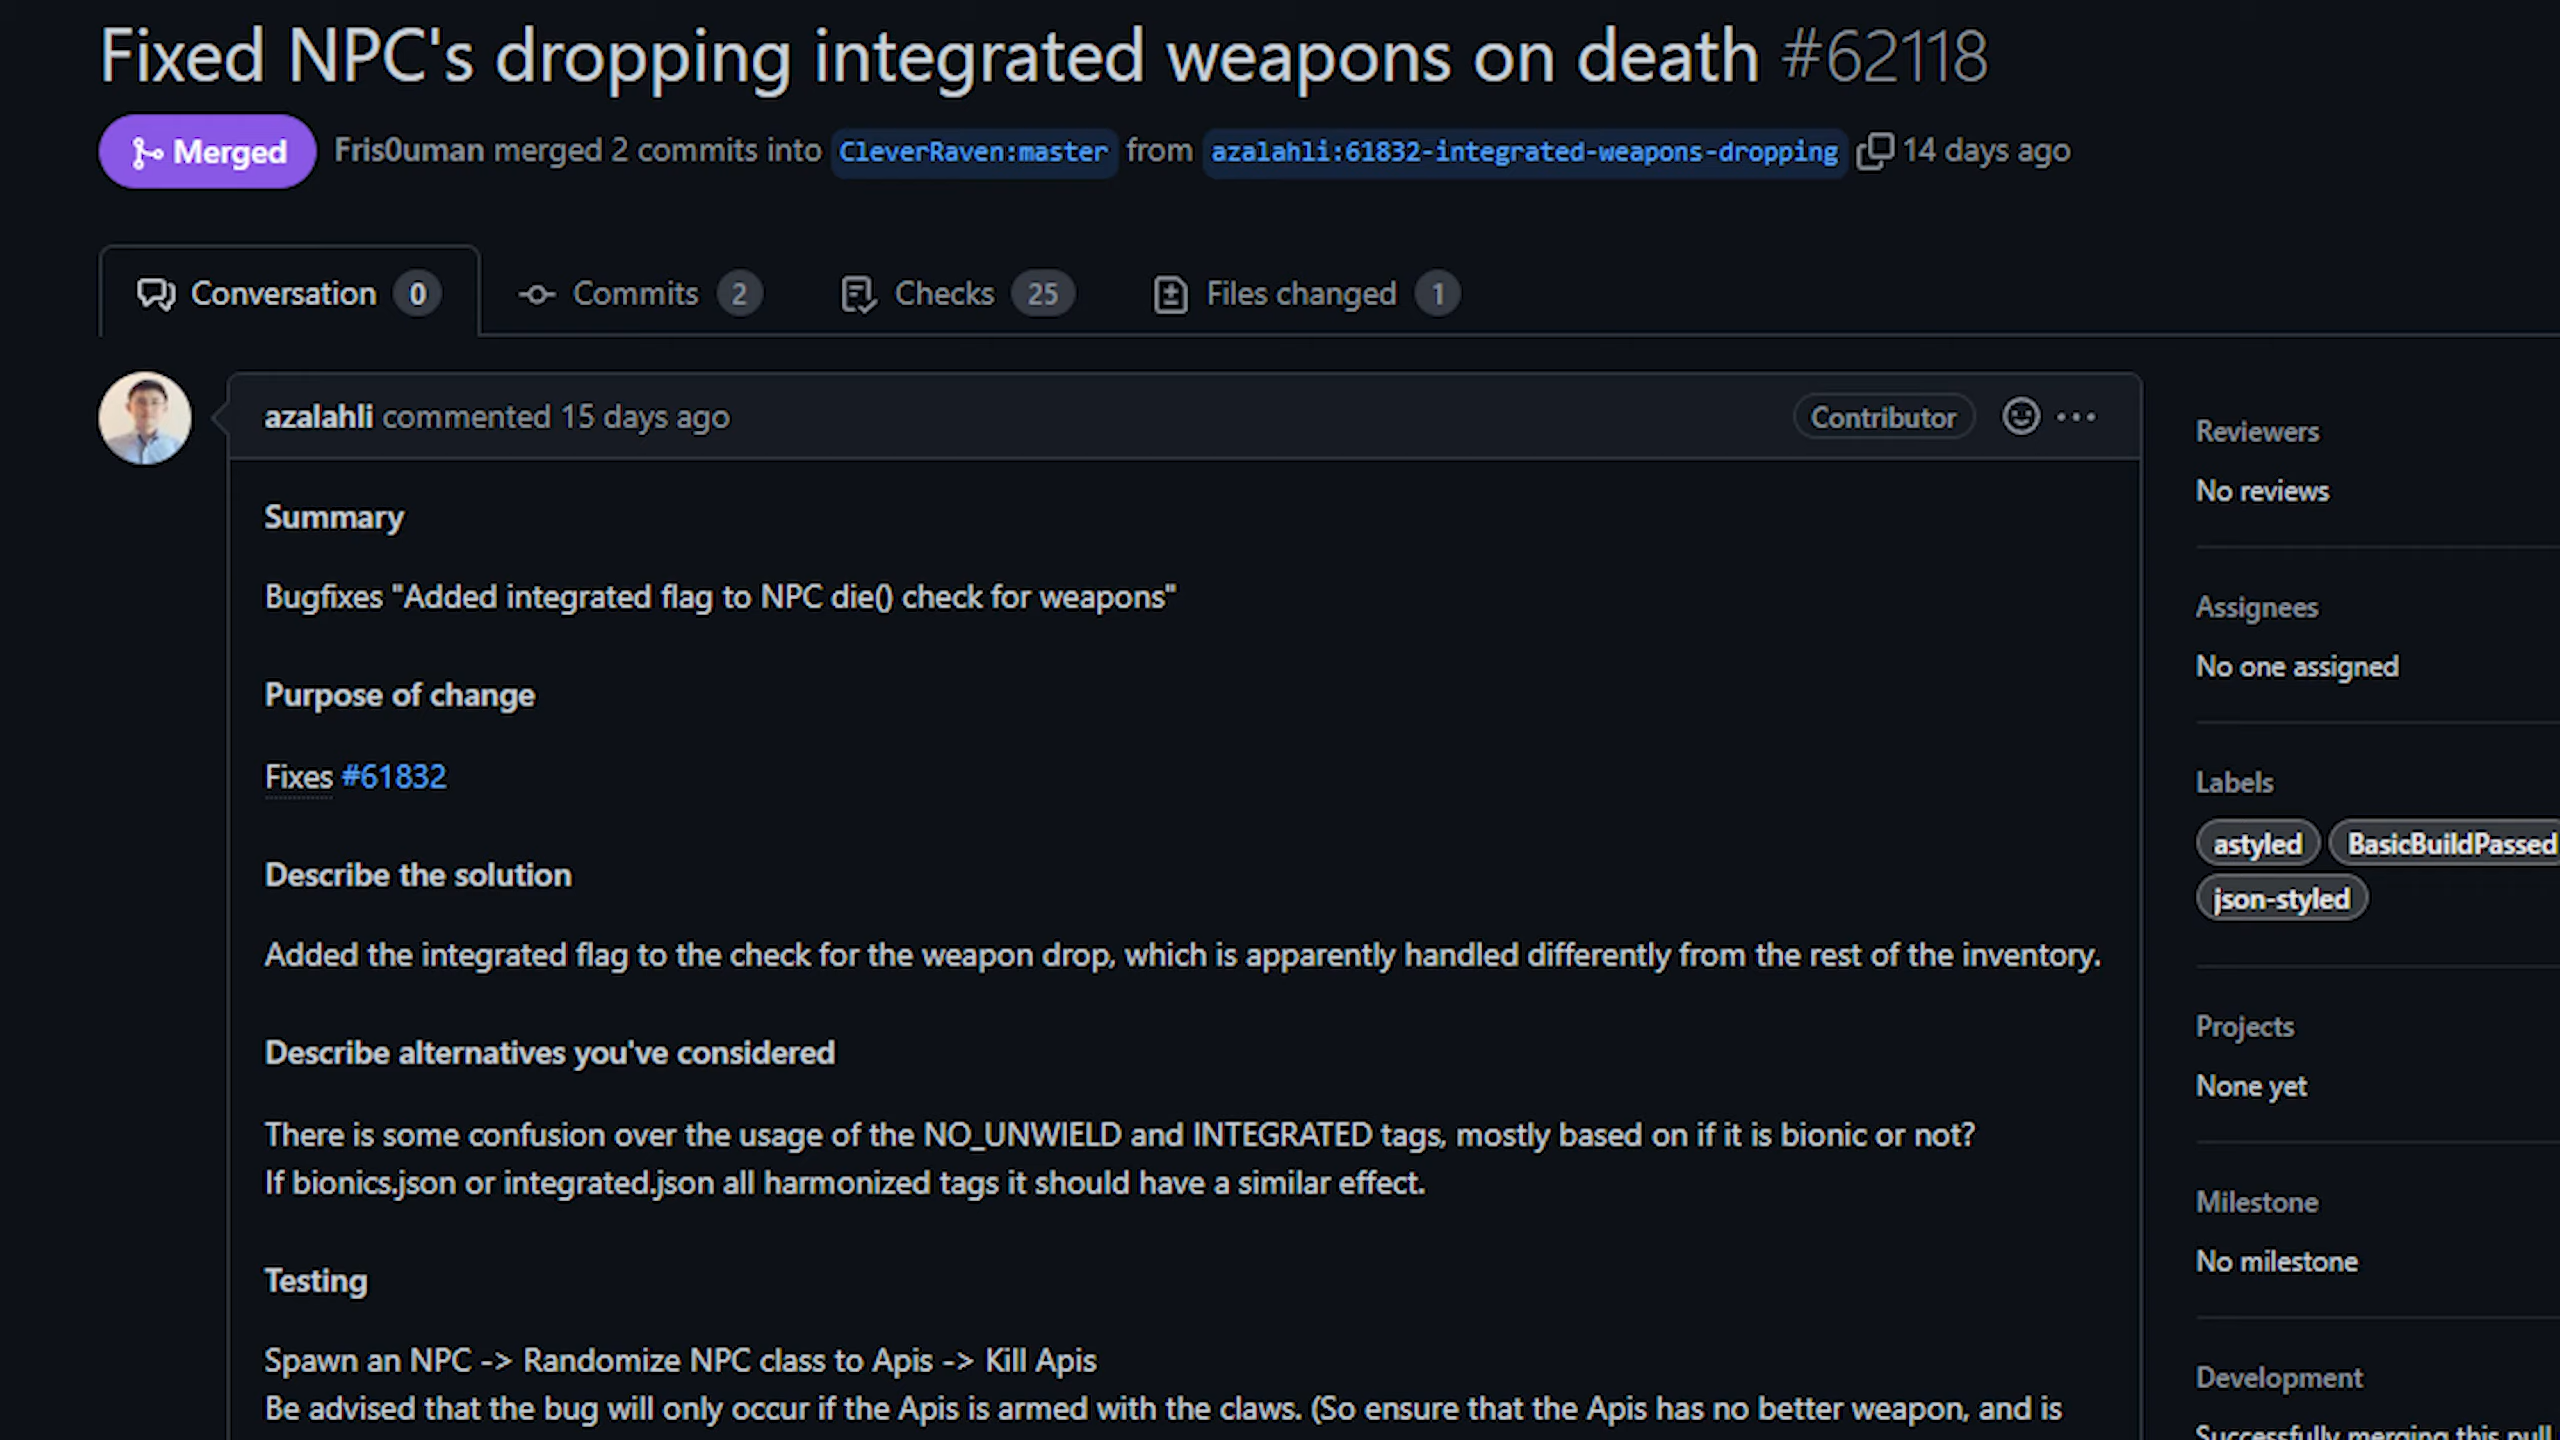 Fixed NPC's dropping integrated weapons on death #62118
Merged Fris0uman merged 2 commits into CleverRaven:master from azalahli:61832-integrated-weapons-dropping 14 days ago
Conversation 0 Commits 2 Checks 25 Files changed 1
azalahli commented 15 days ago Contributor
Summary
Bugfixes "Added integrated flag to NPC die() check for weapons"
Purpose of change
Fixes #61832
Describe the solution
Added the integrated flag to the check for the weapon drop, which is apparently handled differently from the rest of the inventory.
Describe alternatives you've considered
There is some confusion over the usage of the NO_UNWIELD and INTEGRATED tags, mostly based on if it is bionic or not?
If bionics.json or integrated.json all harmonized tags it should have a similar effect.
Testing
Spawn an NPC -> Randomize NPC class to Apis -> Kill Apis
Be advised that the bug will only occur if the Apis is armed with the claws. (So ensure that the Apis has no better weapon, and is
Reviewers
No reviews
Assignees
No one assigned
Labels
astyled BasicBuildPassed
json-styled
Projects
None yet
Milestone
No milestone
Development
Successfully merging this pull